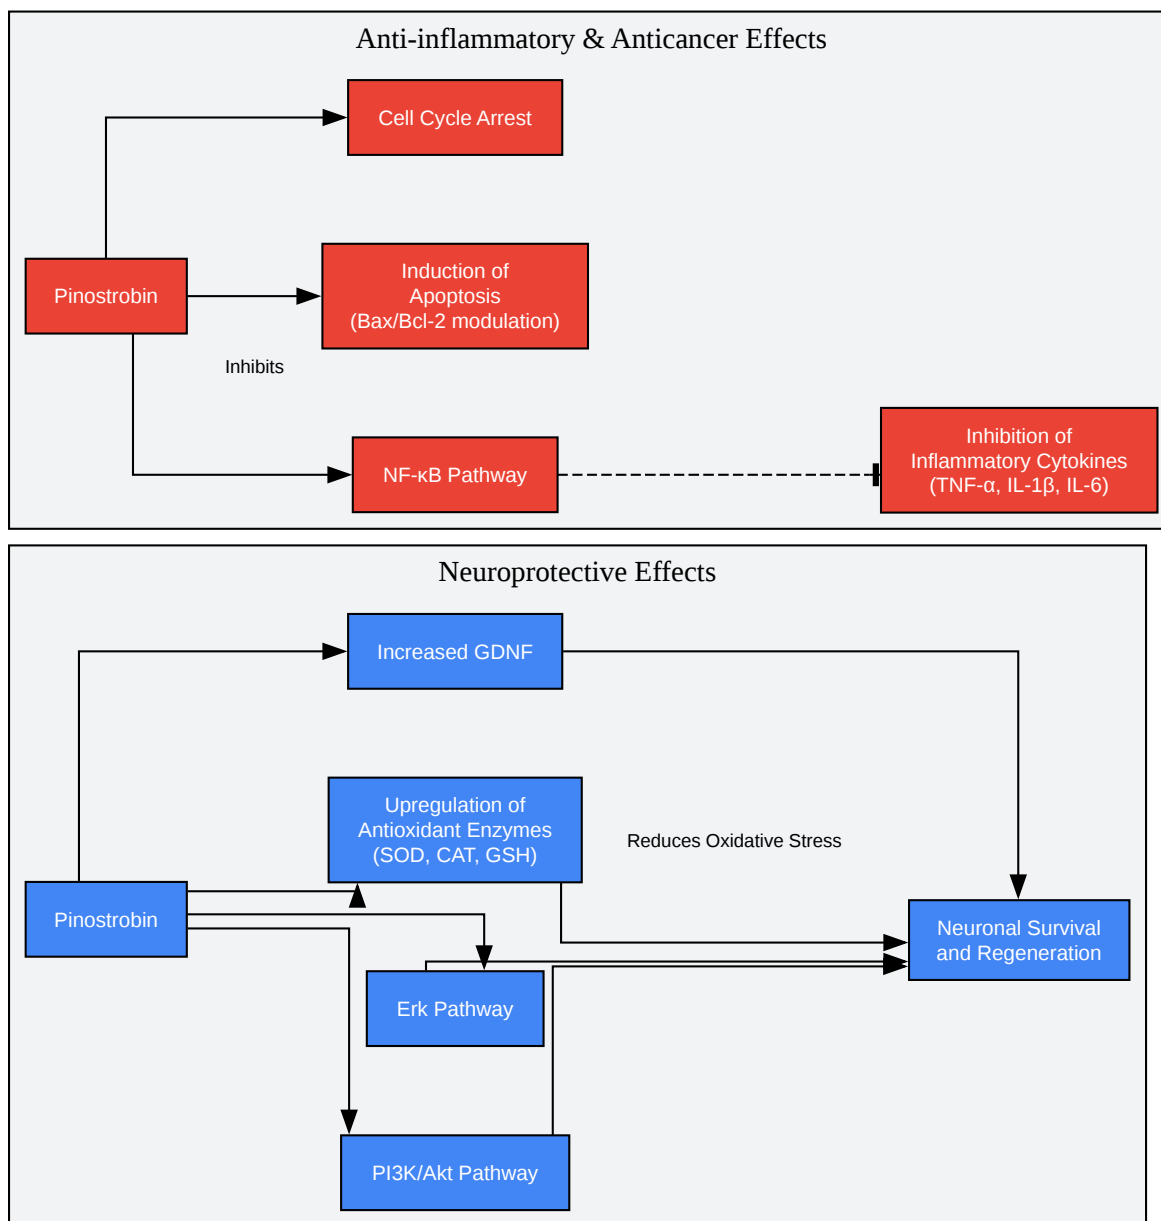 Anti-inflammatory & Anticancer Effects
Cell Cycle Arrest
Pinostrobin
Induction of
Apoptosis
(Bax/Bcl-2 modulation)
Inhibits
NF-κB Pathway
Inhibition of
Inflammatory Cytokines
(TNF-α, IL-1β, IL-6)
Neuroprotective Effects
Increased GDNF
Upregulation of
Antioxidant Enzymes
(SOD, CAT, GSH)
Reduces Oxidative Stress
Pinostrobin
Neuronal Survival
and Regeneration
Erk Pathway
PI3K/Akt Pathway